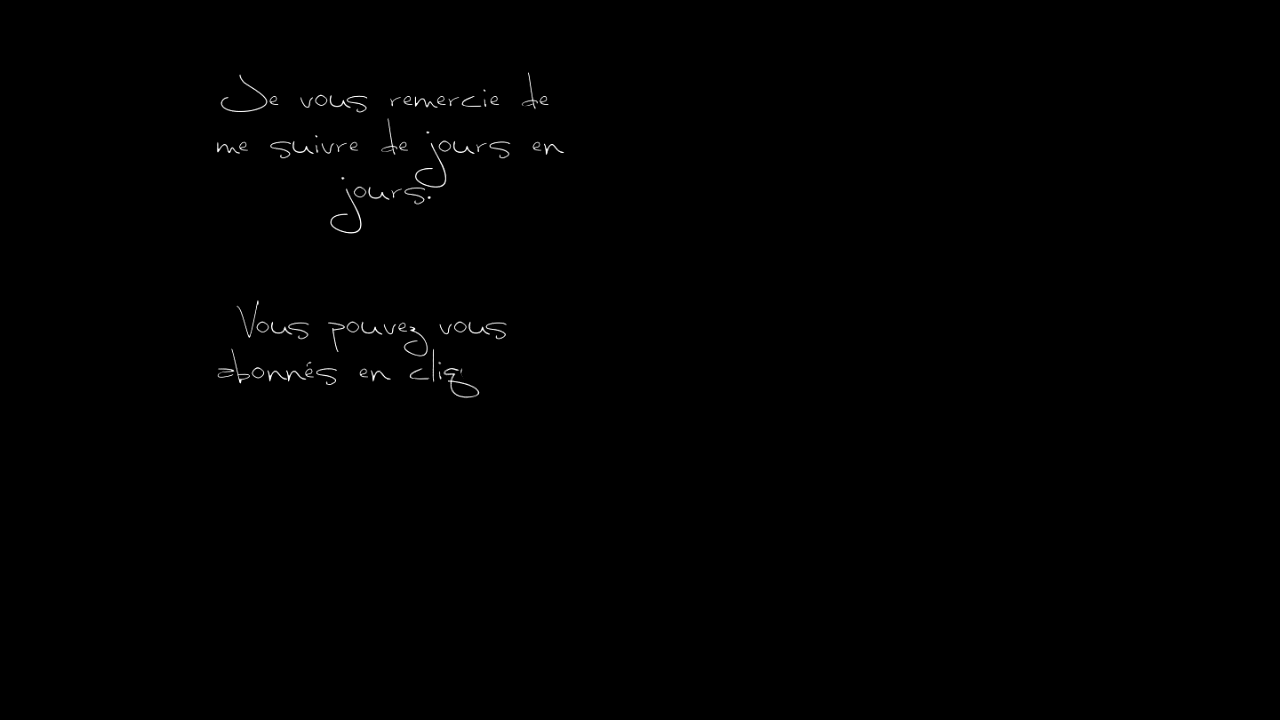 Je vous remercie de
me suivre de jours en
jours.
Vous pouvez vous
abonnés en cliq